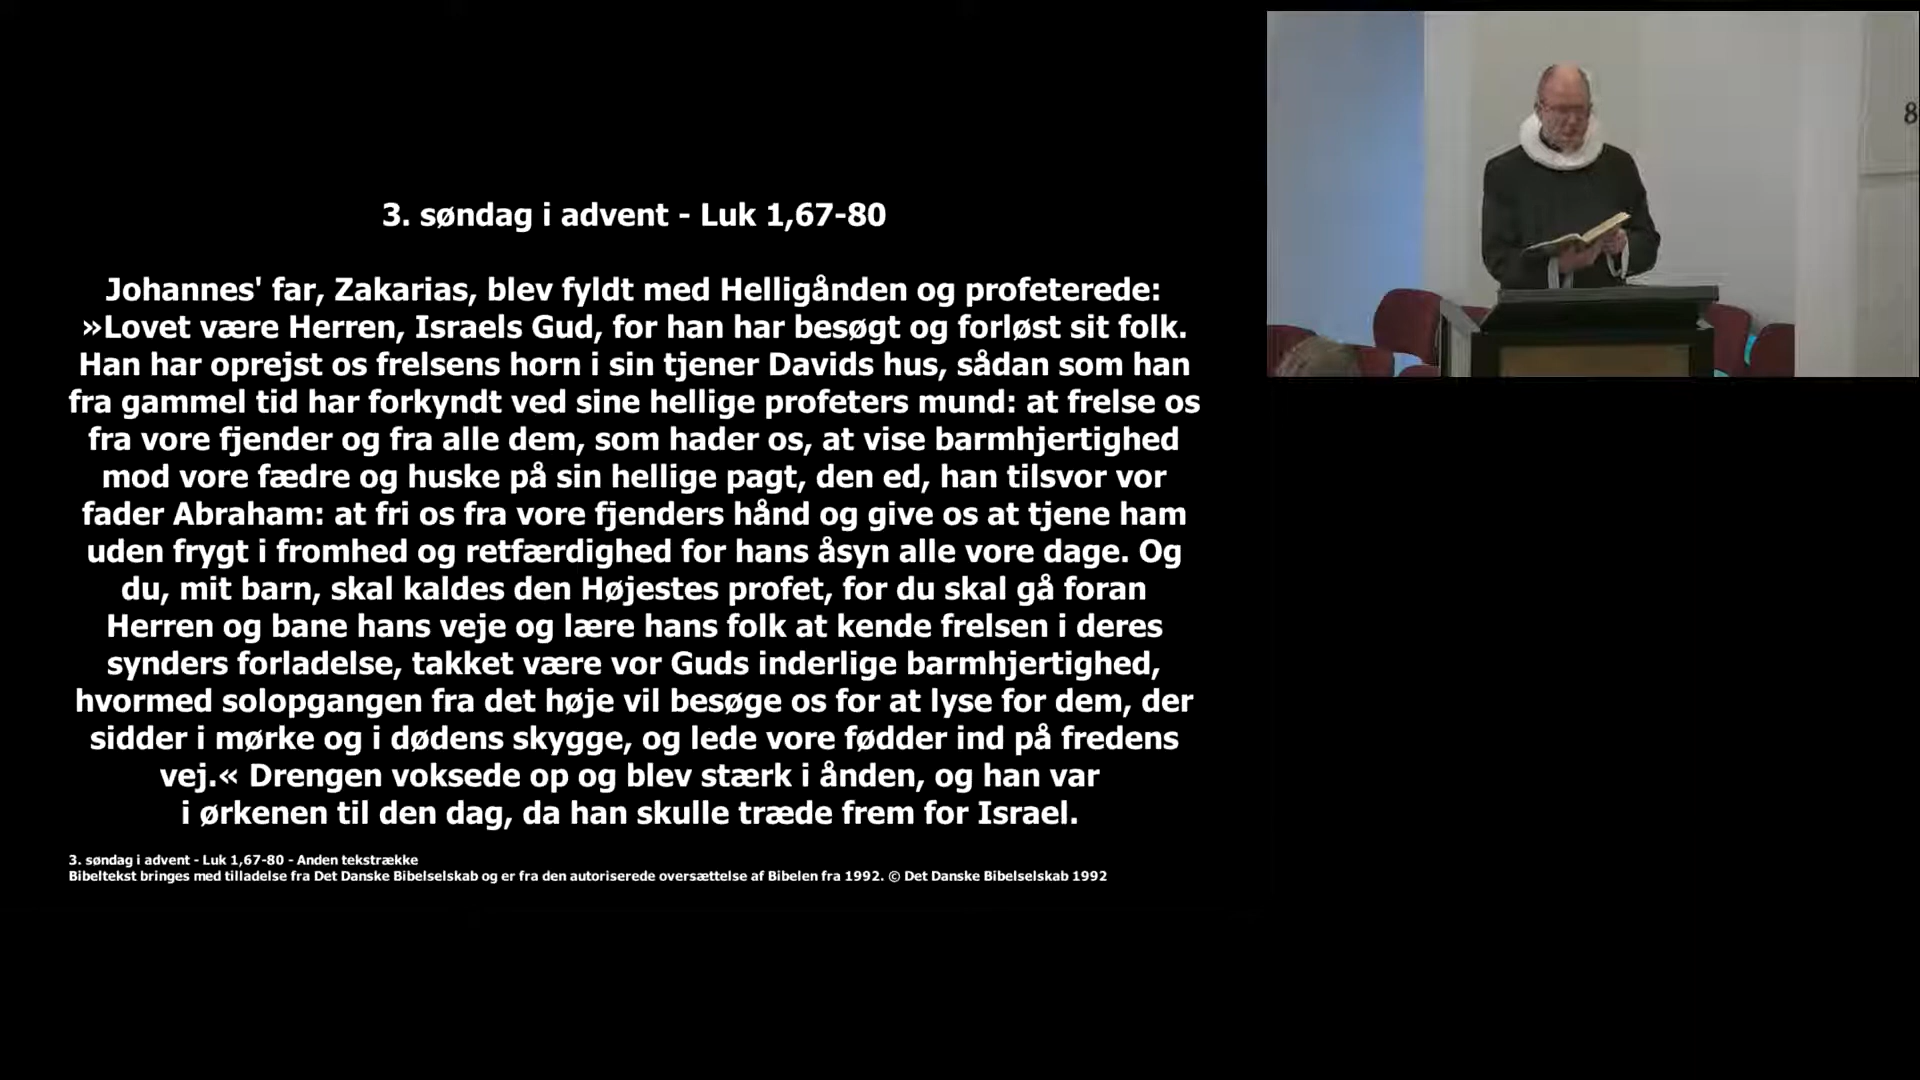 3. søndag i advent - Luk 1,67-80
Johannes' far, Zakarias, blev fyldt med Helligånden og profeterede:
»Lovet være Herren, Israels Gud, for han har besøgt og forløst sit folk.
Han har oprejst os frelsens horn i sin tjener Davids hus, sådan som han
fra gammel tid har forkyndt ved sine hellige profeters mund: at frelse os
fra vore fjender og fra alle dem, som hader os, at vise barmhjertighed
mod vore fædre og huske på sin hellige pagt, den ed, han tilsvor vor
fader Abraham: at fri os fra vore fjenders hånd og give os at tjene ham
uden frygt i fromhed og retfærdighed for hans åsyn alle vore dage. Og
du, mit barn, skal kaldes den Højestes profet, for du skal gå foran
Herren og bane hans veje og lære hans folk at kende frelsen i deres
synders forladelse, takket være vor Guds inderlige barmhjertighed,
hvormed solopgangen fra det høje vil besøge os for at lyse for dem, der
sidder i mørke og i dødens skygge, og lede vore fødder ind på fredens
vej.« Drengen voksede op og blev stærk i ånden, og han var
i ørkenen til den dag, da han skulle træde frem for Israel.
3. søndag i advent - Luk 1,67-80 - Anden tekstrække
Bibeltekst bringes med tilladelse fra Det Danske Bibelselskab og er fra den autoriserede oversættelse af Bibelen fra 1992. © Det Danske Bibelselskab 1992
8